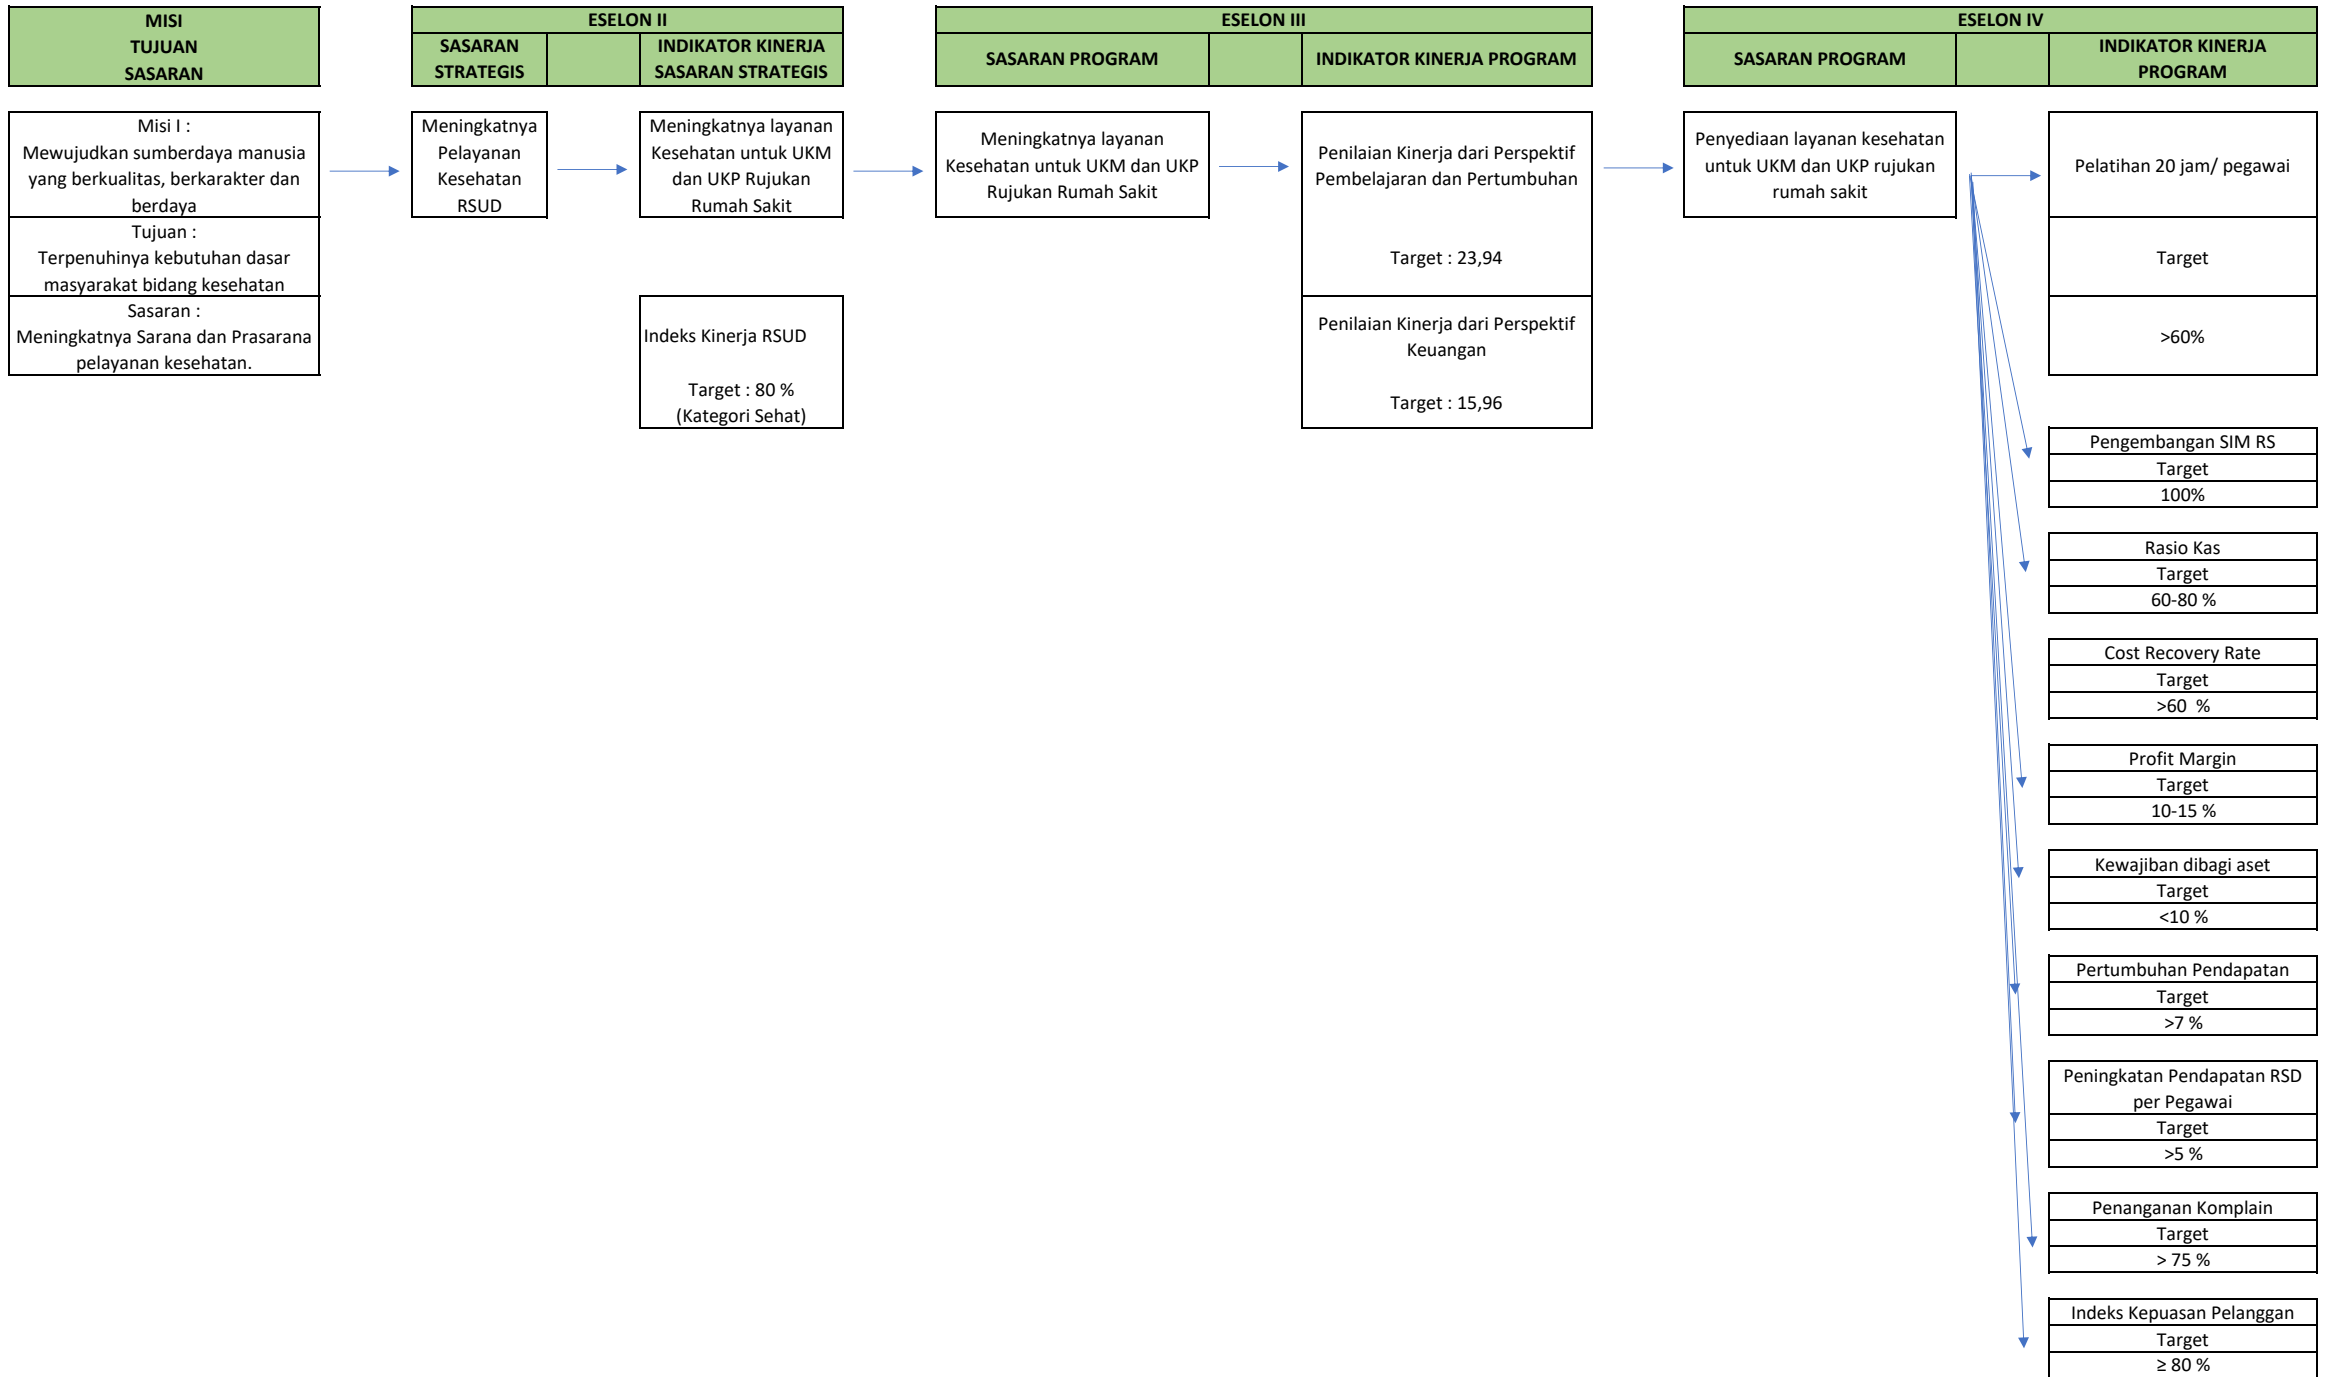 MISI
TUJUAN
SASARAN
ESELON II
SASARAN
STRATEGIS
INDIKATOR KINERJA
SASARAN STRATEGIS
ESELON III
SASARAN PROGRAM
INDIKATOR KINERJA PROGRAM
ESELON IV
SASARAN PROGRAM
INDIKATOR KINERJA
PROGRAM
Misi I :
Mewujudkan sumberdaya manusia
yang berkualitas, berkarakter dan
berdaya
Tujuan :
Terpenuhinya kebutuhan dasar
masyarakat bidang kesehatan
Sasaran :
Meningkatnya Sarana dan Prasarana
pelayanan kesehatan.
Meningkatnya
Pelayanan
Kesehatan
RSUD
Meningkatnya layanan
Kesehatan untuk UKM
dan UKP Rujukan
Rumah Sakit
Indeks Kinerja RSUD
Target : 80 %
(Kategori Sehat)
Meningkatnya layanan
Kesehatan untuk UKM dan UKP
Rujukan Rumah Sakit
Penilaian Kinerja dari Perspektif
Pembelajaran dan Pertumbuhan
Target : 23,94
Penilaian Kinerja dari Perspektif
Keuangan
Target : 15,96
Penyediaan layanan kesehatan
untuk UKM dan UKP rujukan
rumah sakit
Pelatihan 20 jam/ pegawai
Target
>60%
Pengembangan SIM RS
Target
100%
Rasio Kas
Target
60-80 %
Cost Recovery Rate
Target
>60  %
Profit Margin
Target
10-15 %
Kewajiban dibagi aset
Target
<10 %
Pertumbuhan Pendapatan
Target
>7 %
Peningkatan Pendapatan RSD
per Pegawai
Target
>5 %
Penanganan Komplain
Target
> 75 %
Indeks Kepuasan Pelanggan
Target
≥ 80 %